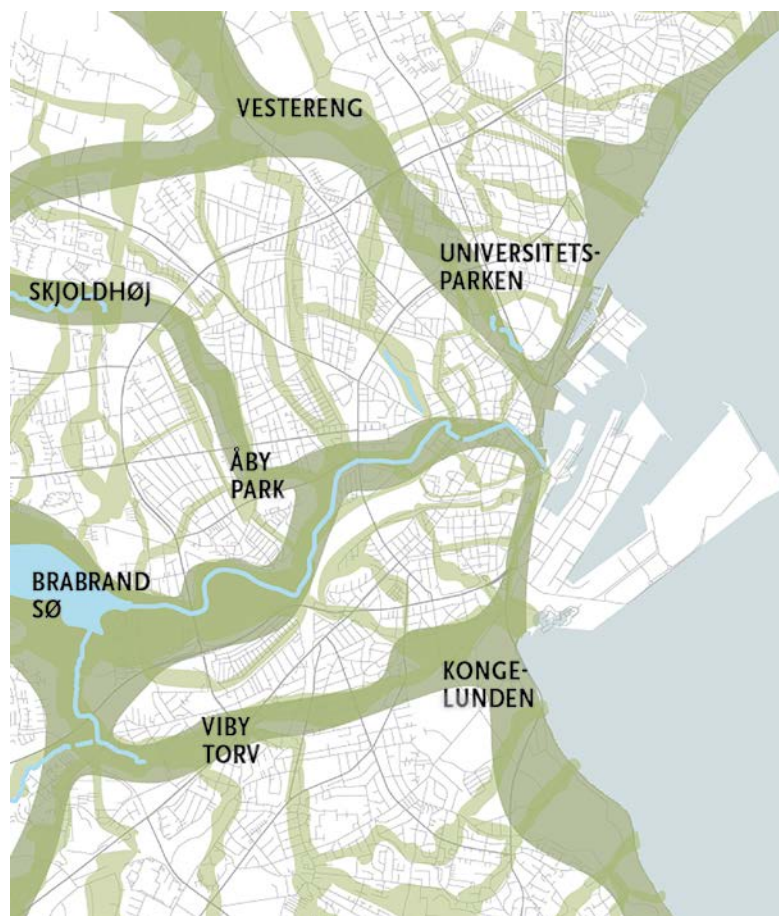 VESTERENG
UNIVERSITETS-
PARKEN
SKJOLDHØJ
ÅBY
PARK
BRABRAND
SØ
KONGE-
LUNDEN
VIBY
TORV